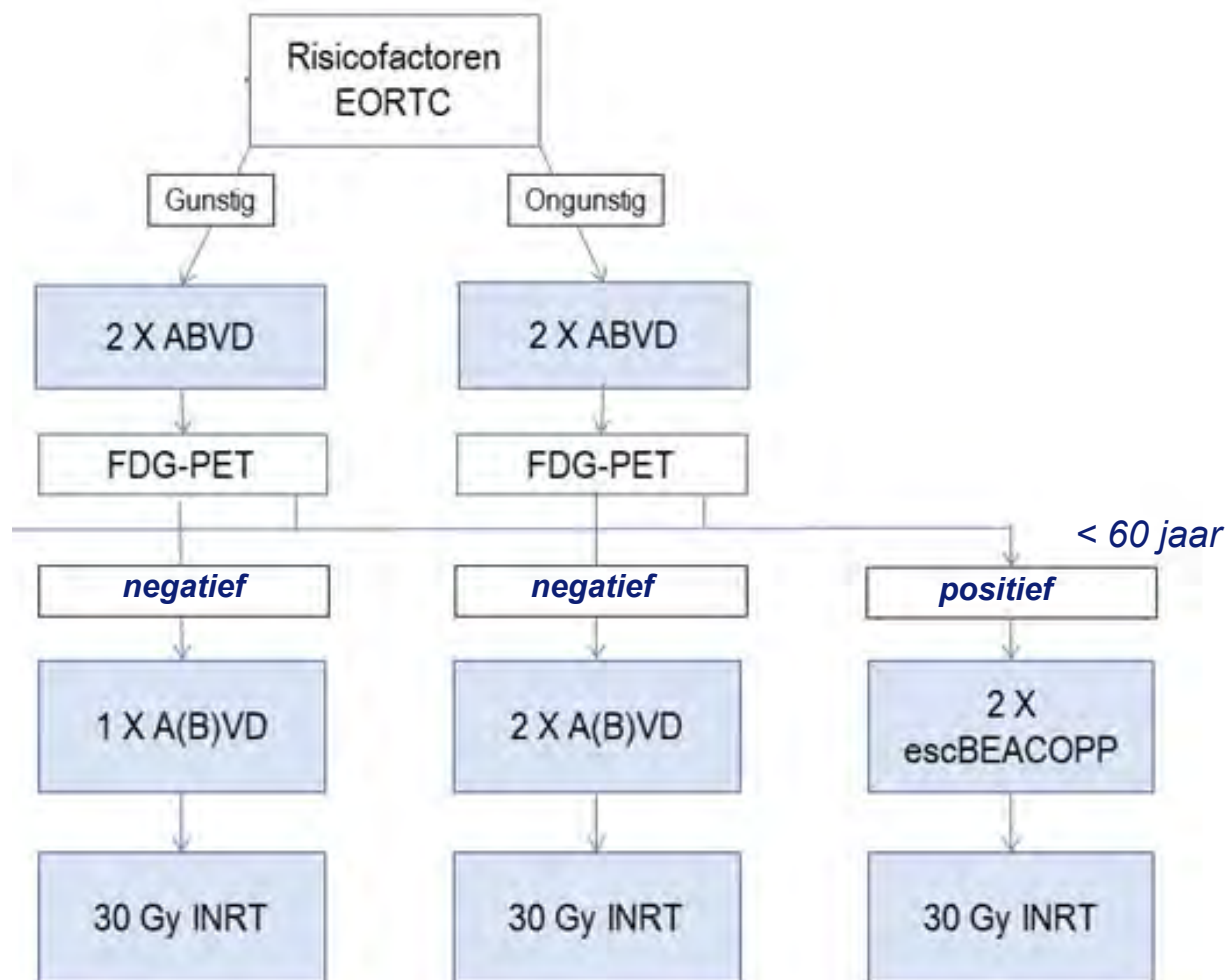 Risicofactoren
EORTC
Gunstig
Ongunstig
2 X ABVD
2 X ABVD
FDG-PET
FDG-PET
< 60 jaar
negatief
negatief
positief
1 X A(B)VD
2 X A(B)VD
2 X
escBEACOPP
30 Gy INRT
30 Gy INRT
30 Gy INRT